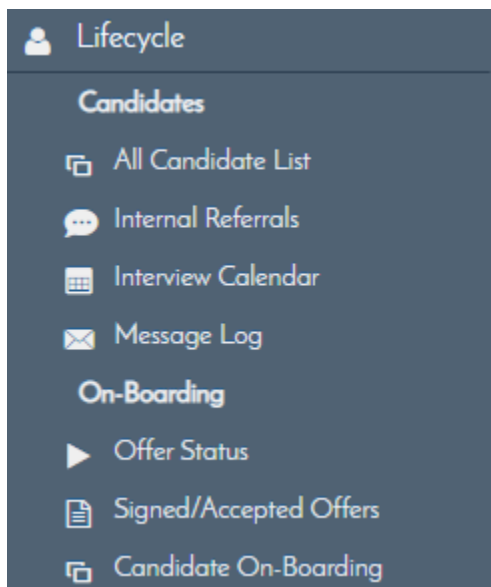 Lifecycle
Candidates
All Candidate List
Internal Referrals
Interview Calendar
Message Log
On-Boarding
Offer Status
Signed/Accepted Offers
Candidate On-Boarding